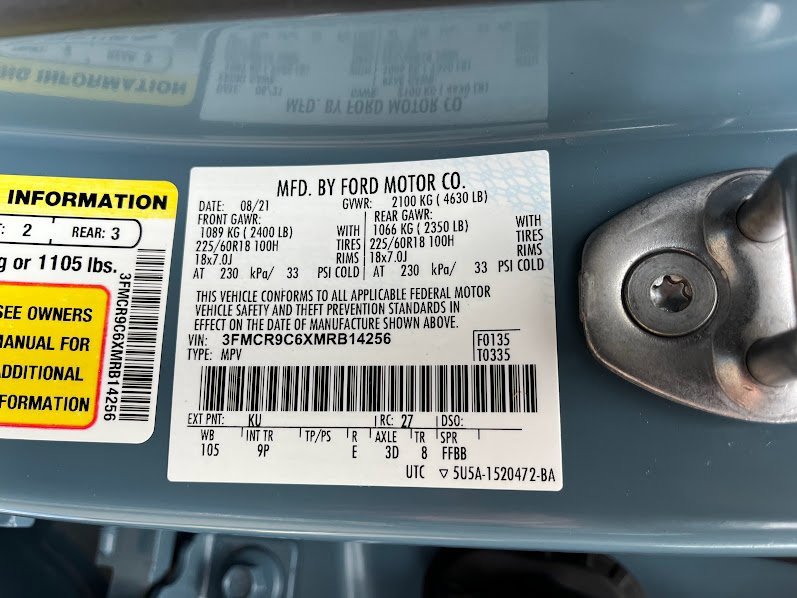 INFORMATION
2 REAR: 3
g or 1105 lbs.
SEE OWNERS
MANUAL FOR
ADDITIONAL
FORMATION
3FMCR9C6XMRB14256
MFD. BY FORD MOTOR CO.
DATE: 08/21 GVWR: 2100 KG ( 4630 LB)
FRONT GAWR: REAR GAWR:
1089 KG ( 2400 LB) WITH 1066 KG ( 2350 LB) WITH
225/60R18 100H TIRES 225/60R18 100H TIRES
18x7.0J RIMS 18x7.0J RIMS
AT 230 kPa/ 33 PSI COLD AT 230 kPa/ 33 PSI COLD
THIS VEHICLE CONFORMS TO ALL APPLICABLE FEDERAL MOTOR
VEHICLE SAFETY AND THEFT PREVENTION STANDARDS IN
EFFECT ON THE DATE OF MANUFACTURE SHOWN ABOVE.
VIN: 3FMCR9C6XMRB14256 F0135
TYPE: MPV T0335
EXT PNT: KU RC: 27 DSO:
WB INT TR TP/PS R AXLE TR SPR
105 9P E 3D 8 FFBB
UTC ▽ 5U5A-1520472-BA